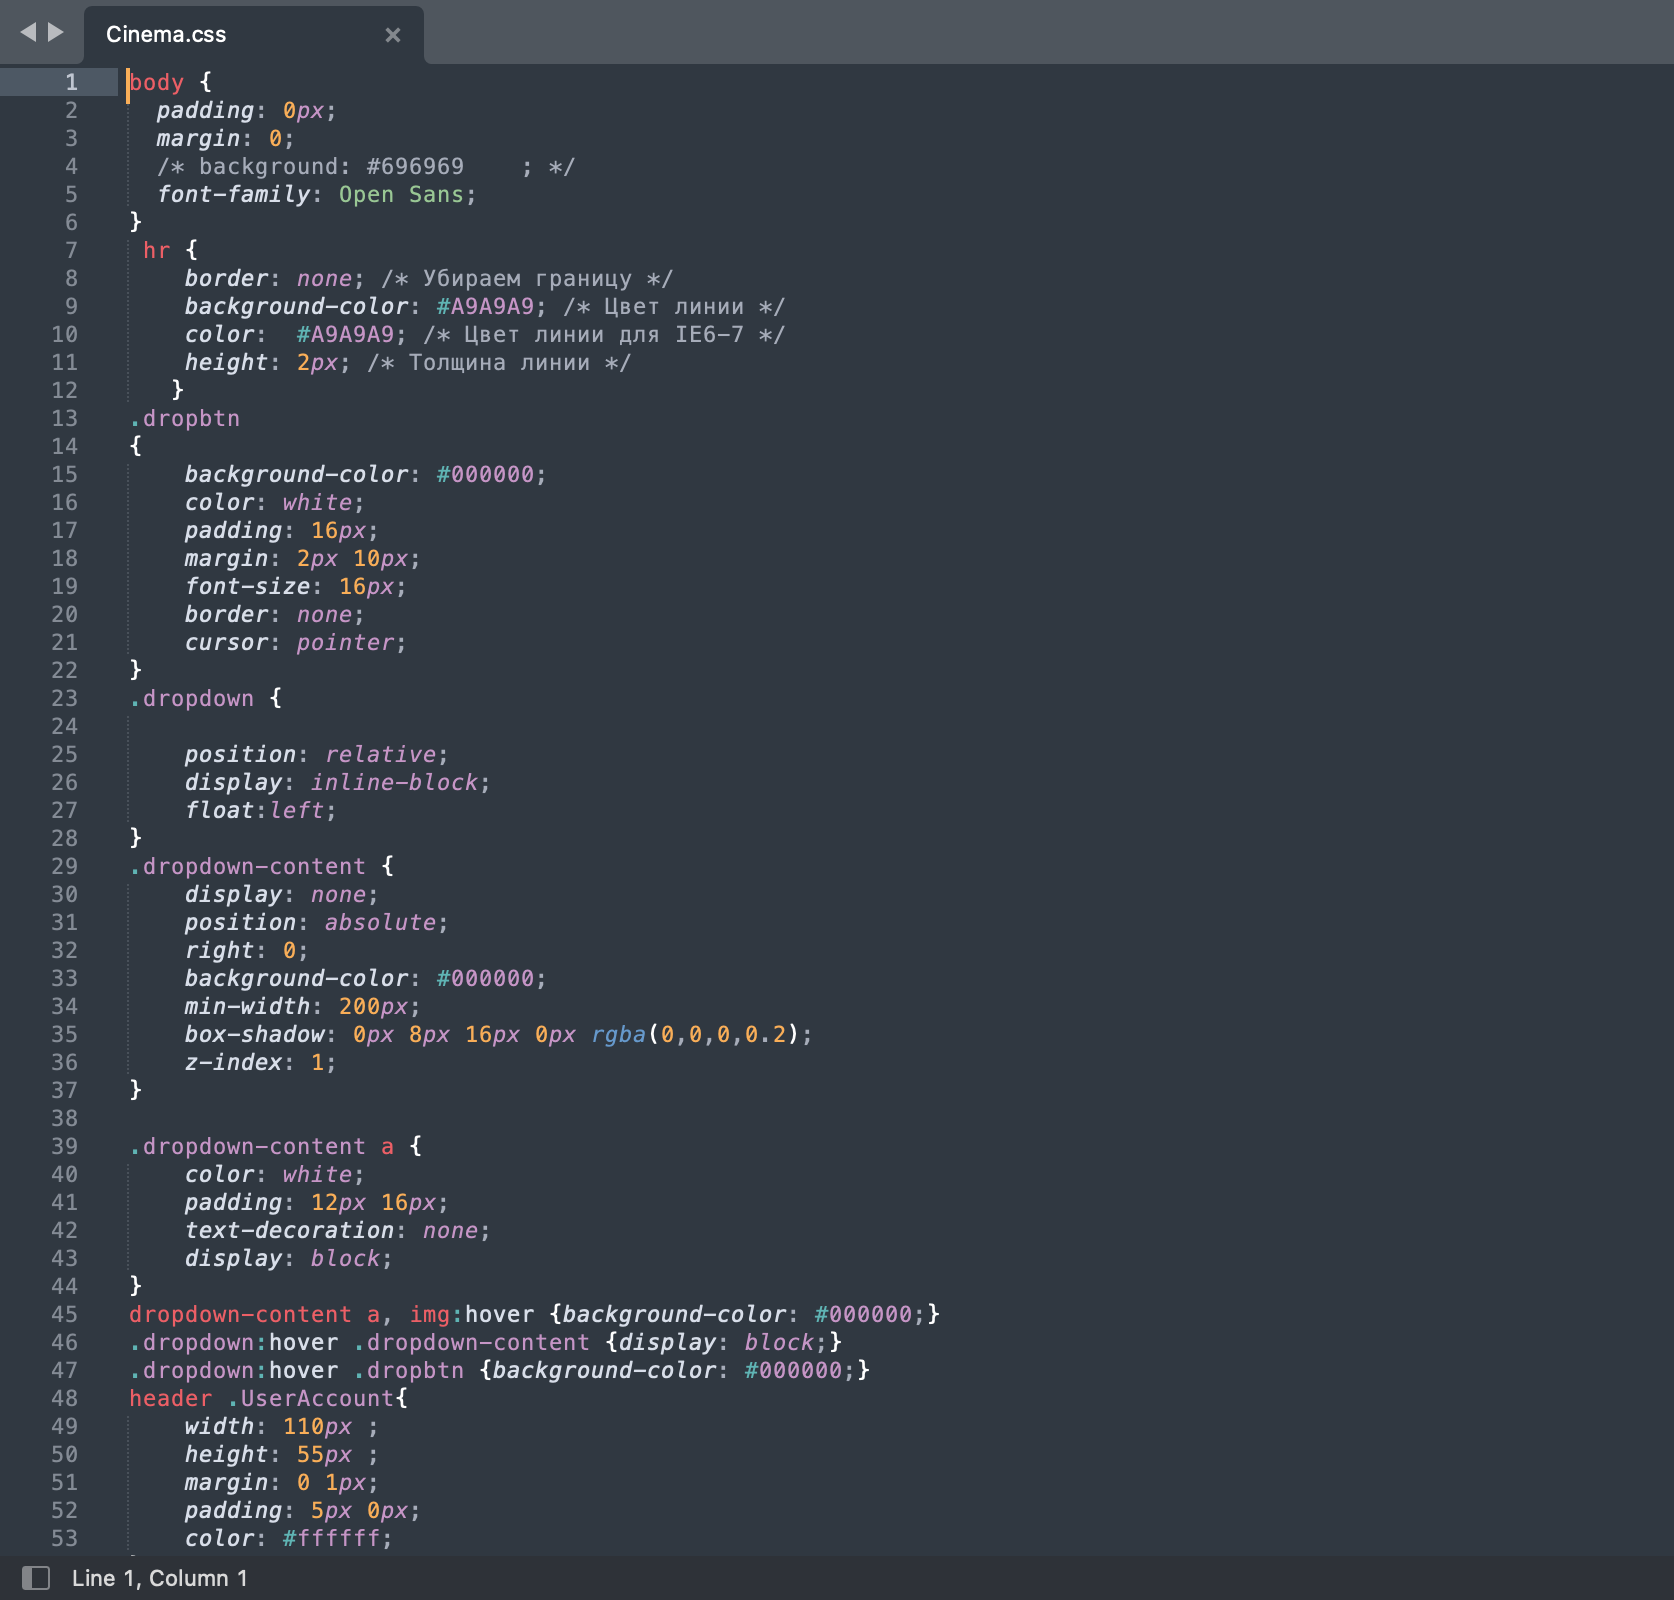 Cinema.css ×
1 body {
2   padding: 0px;
3   margin: 0;
4   /* background: #696969    ; */
5   font-family: Open Sans;
6 }
7  hr {
8     border: none; /* Убираем границу */
9     background-color: #A9A9A9; /* Цвет линии */
10     color:  #A9A9A9; /* Цвет линии для IE6-7 */
11     height: 2px; /* Толщина линии */
12    }
13 .dropbtn
14 {
15     background-color: #000000;
16     color: white;
17     padding: 16px;
18     margin: 2px 10px;
19     font-size: 16px;
20     border: none;
21     cursor: pointer;
22 }
23 .dropdown {
24
25     position: relative;
26     display: inline-block;
27     float:left;
28 }
29 .dropdown-content {
30     display: none;
31     position: absolute;
32     right: 0;
33     background-color: #000000;
34     min-width: 200px;
35     box-shadow: 0px 8px 16px 0px rgba(0,0,0,0.2);
36     z-index: 1;
37 }
38
39 .dropdown-content a {
40     color: white;
41     padding: 12px 16px;
42     text-decoration: none;
43     display: block;
44 }
45 dropdown-content a, img:hover {background-color: #000000;}
46 .dropdown:hover .dropdown-content {display: block;}
47 .dropdown:hover .dropbtn {background-color: #000000;}
48 header .UserAccount{
49     width: 110px ;
50     height: 55px ;
51     margin: 0 1px;
52     padding: 5px 0px;
53     color: #ffffff;
Line 1, Column 1